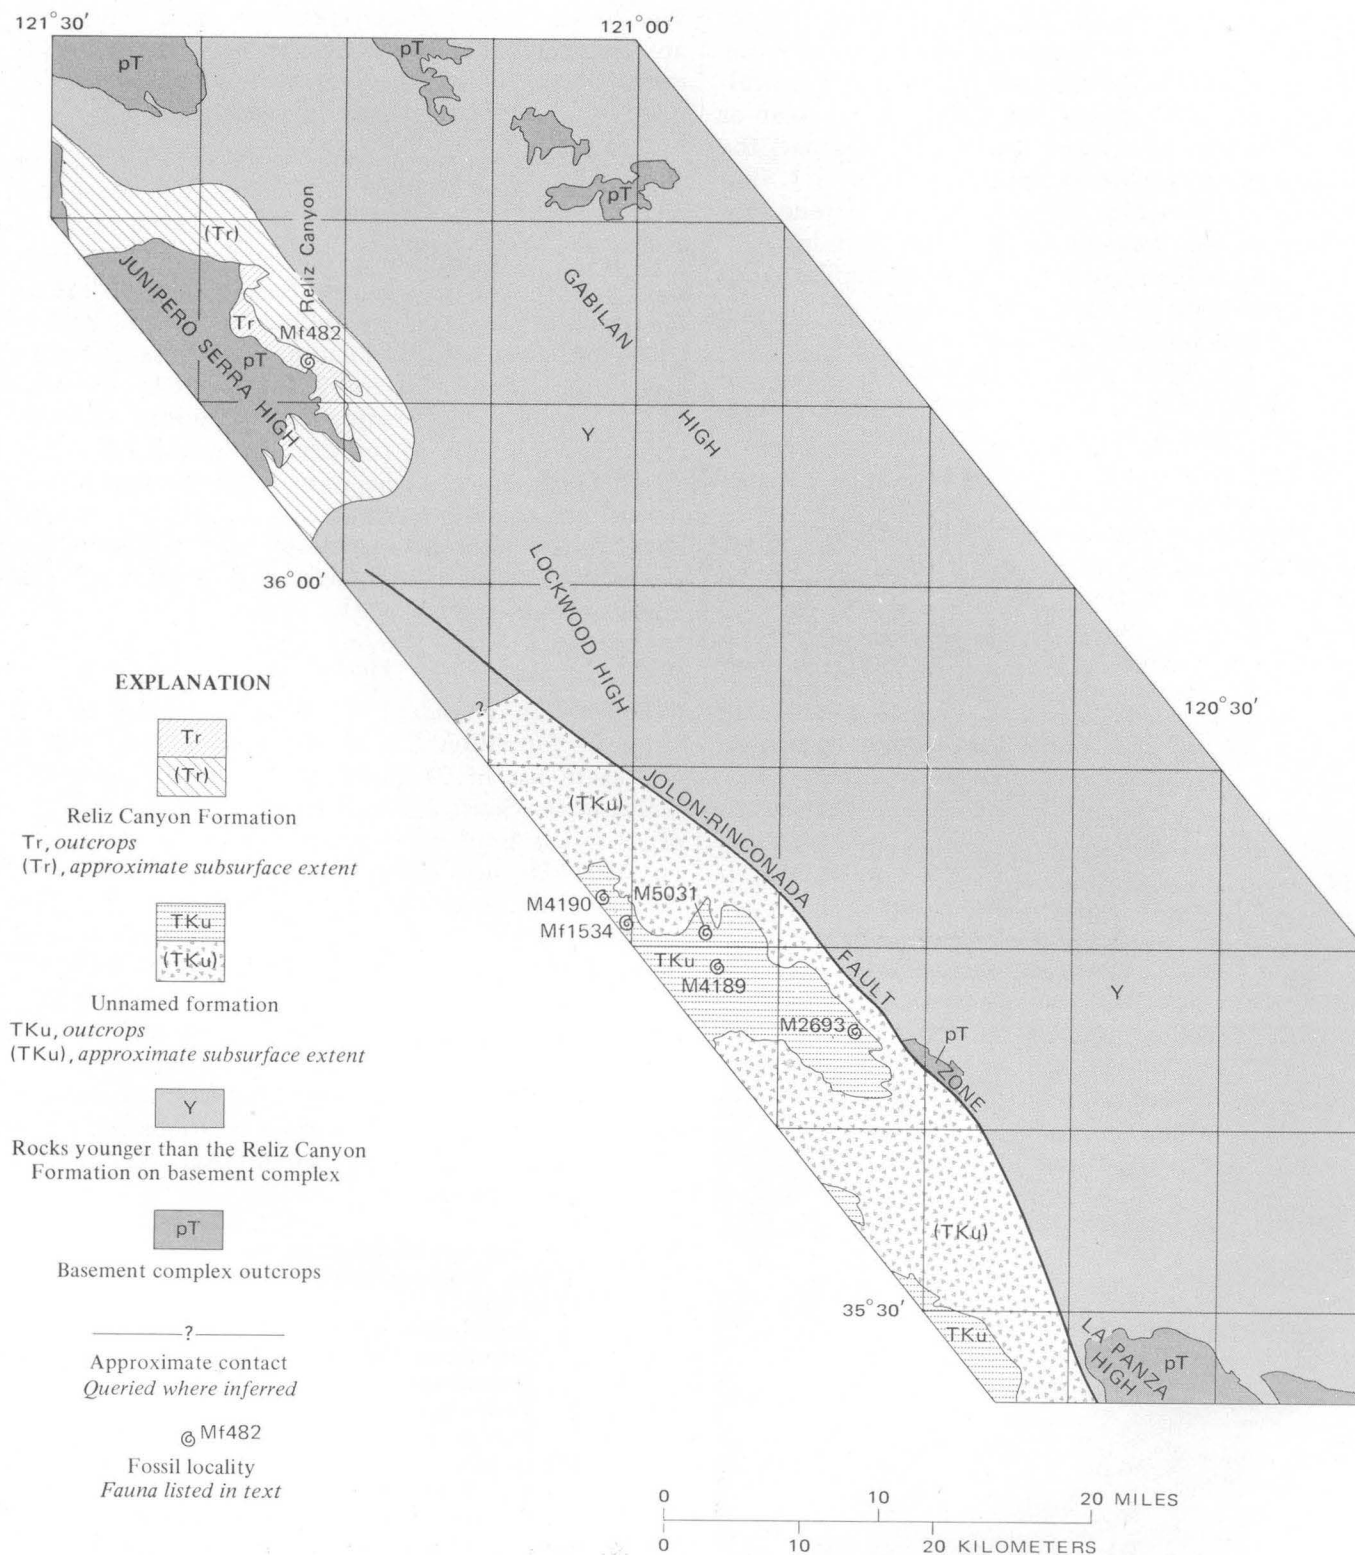 121°30′
121°00′
pT
pT
pT
(Tr)
Reliz Canyon
JUNIPERO SERRA HIGH
Tr
Mf482
pT
GABILAN
HIGH
Y
36°00′
LOCKWOOD HIGH
120°30′
?
(TKu)
JOLON-RINCONADA
FAULT
ZONE
M4190
M5031
Mf1534
TKu
M4189
M2693
Y
pT
(TKu)
35°30′
TKu
LA PANZA
HIGH
pT
EXPLANATION
Tr
(Tr)
Reliz Canyon Formation
Tr, outcrops
(Tr), approximate subsurface extent
TKu
(TKu)
Unnamed formation
TKu, outcrops
(TKu), approximate subsurface extent
Y
Rocks younger than the Reliz Canyon
Formation on basement complex
pT
Basement complex outcrops
?
Approximate contact
Queried where inferred
Mf482
Fossil locality
Fauna listed in text
0 10 20 MILES
0 10 20 KILOMETERS